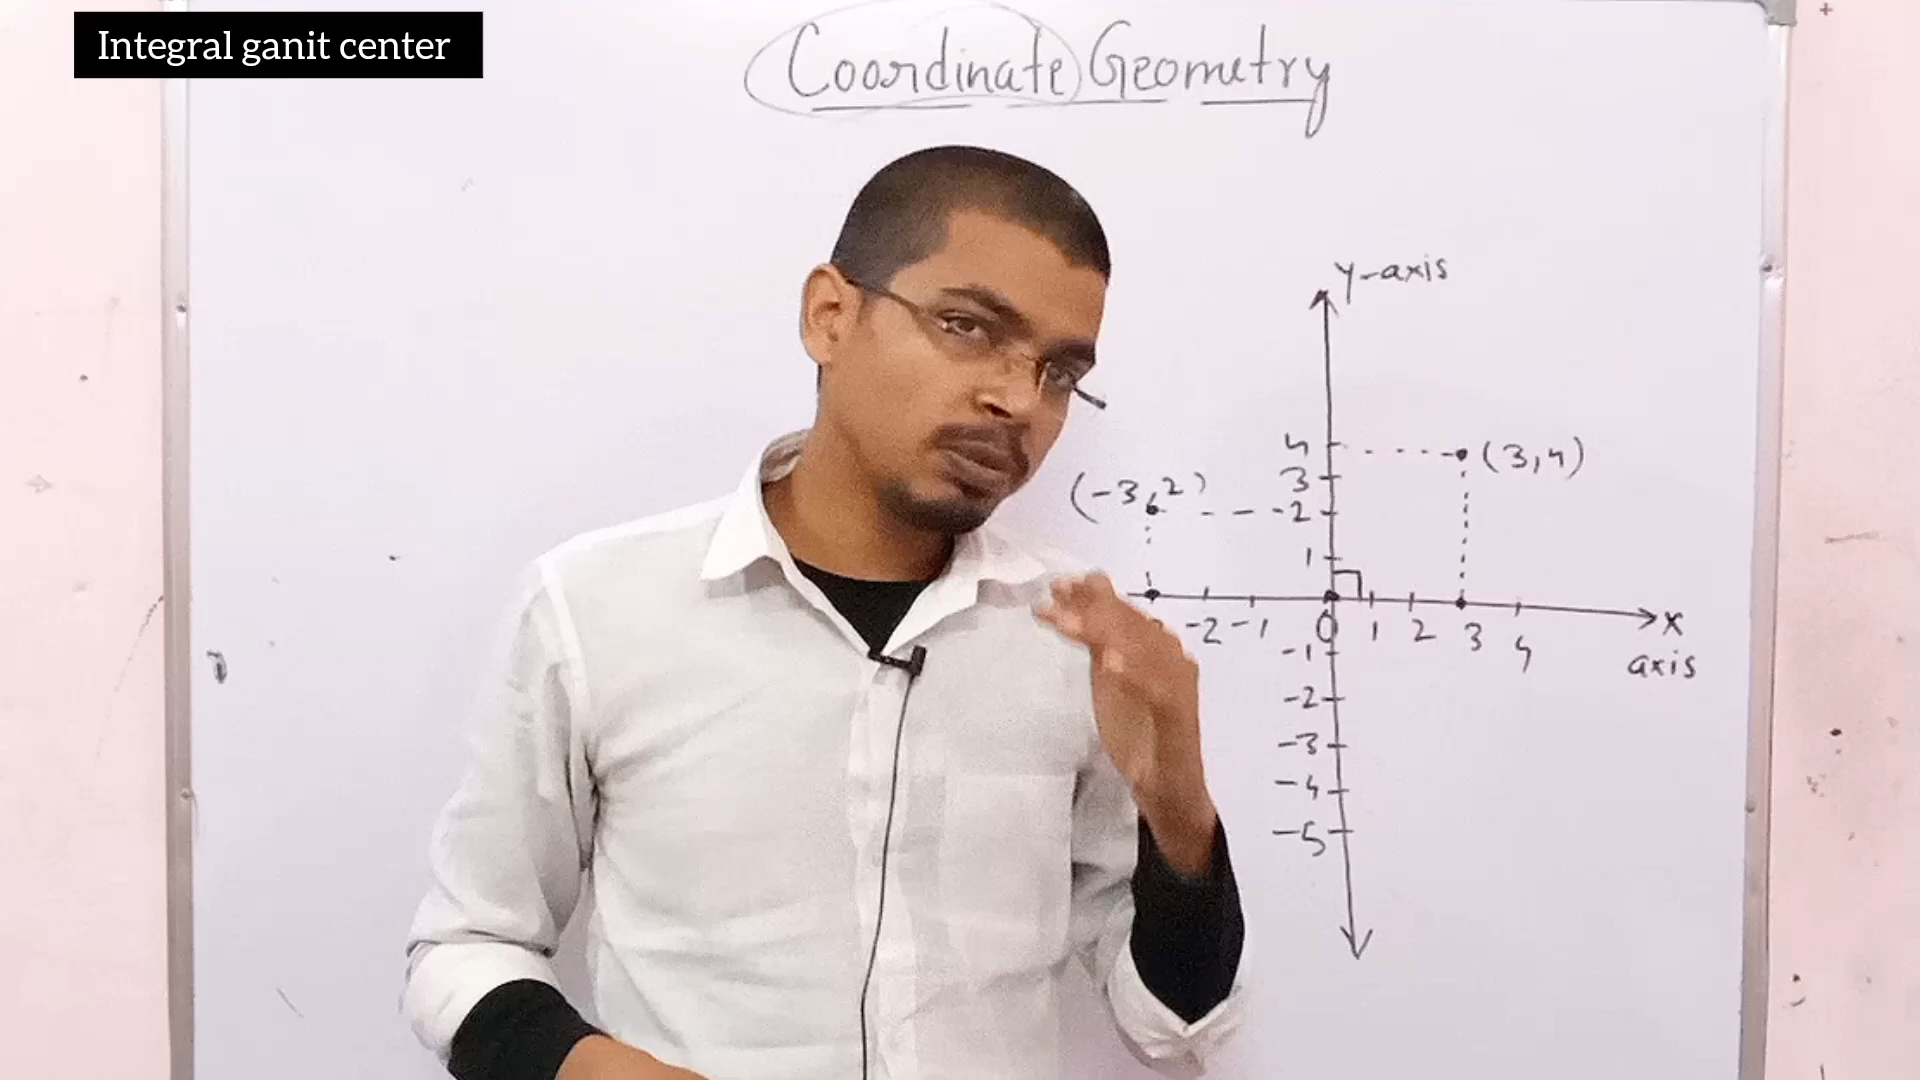 Integral ganit center
Coordinate Geometry
y-axis
4
(3,4)
3
(-3,2)
2
1
-2 -1 0 1 2 3 4
x
axis
-1
-2
-3
-4
-5